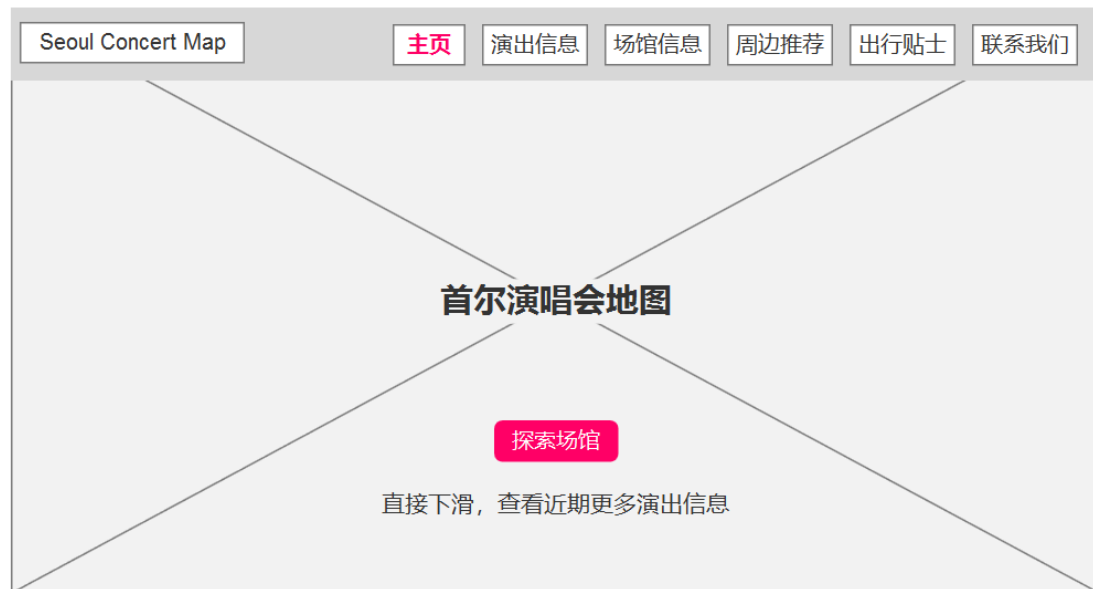 Seoul Concert Map
主页
演出信息
场馆信息
周边推荐
出行贴士
联系我们
首尔演唱会地图
探索场馆
直接下滑，查看近期更多演出信息